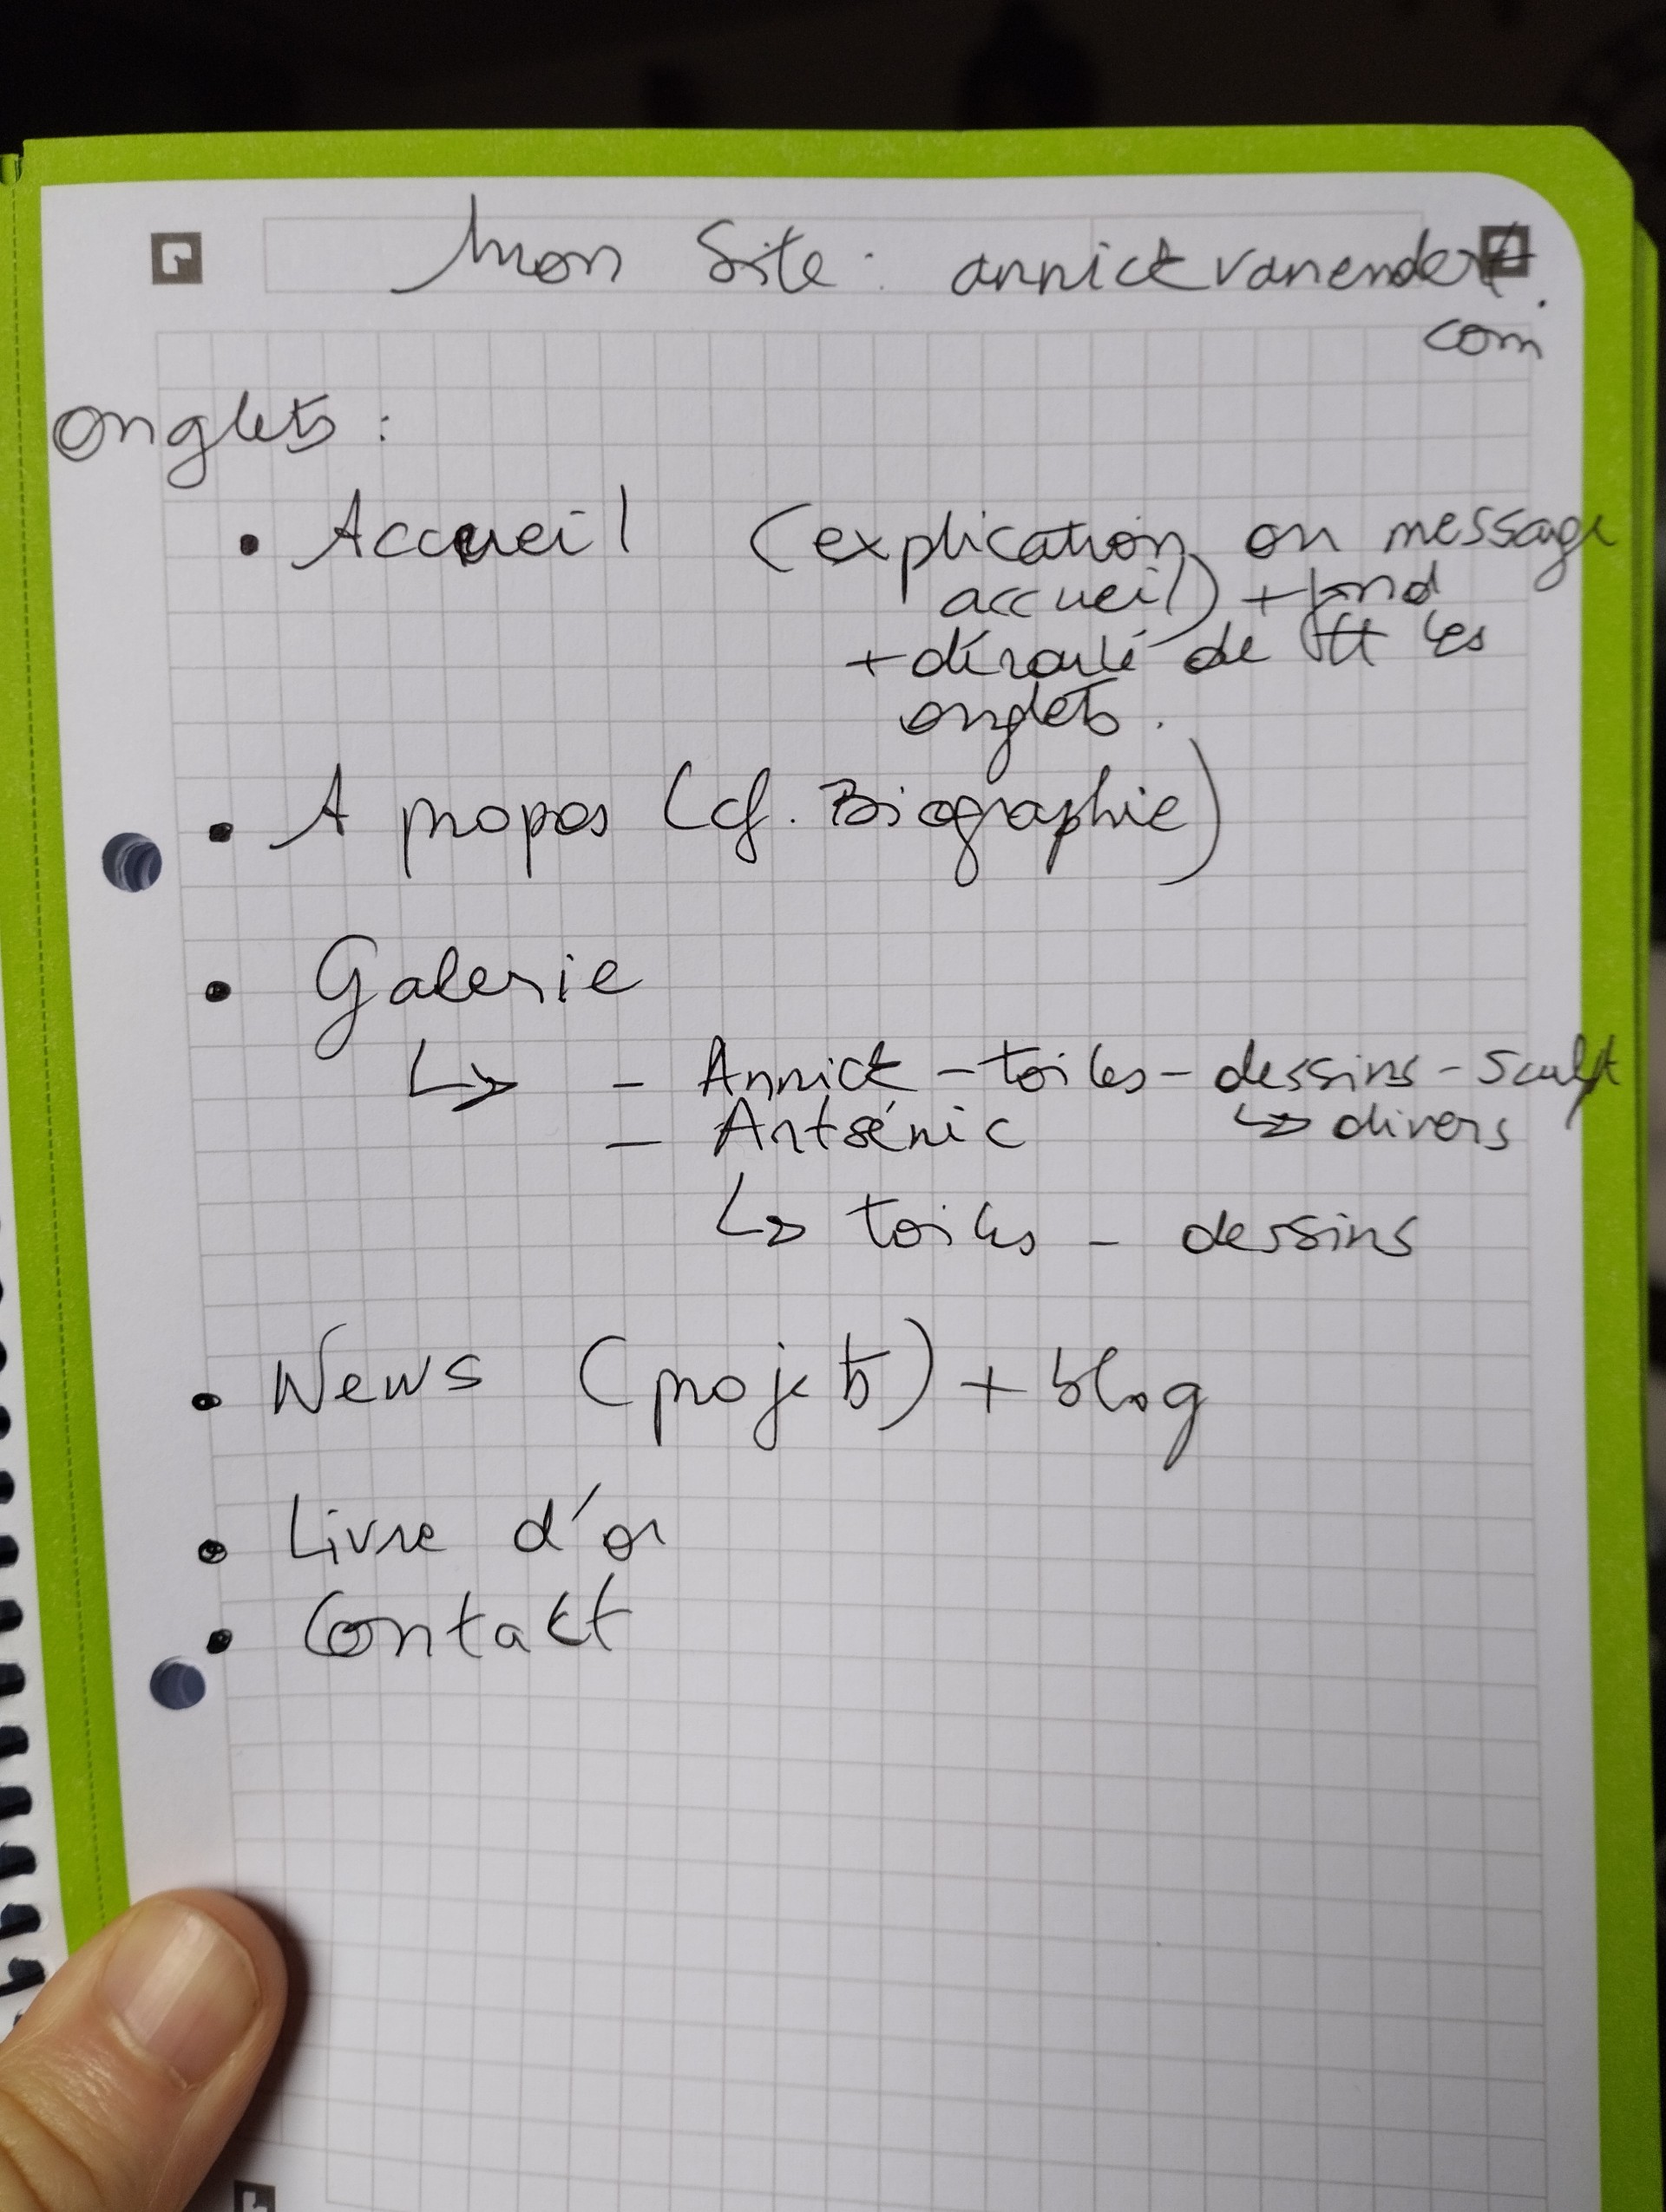 Mon Site : annickvanendert.
com
Onglets :
• Accueil (explication ou message
accueil) + fond
+ déroulé de tt les
onglets.
• A propos (cf. Biographie)
• Galerie
↳ - Annick - toiles - dessins - Sculpt
- Artsénic ↳ divers
↳ toiles - dessins
• News (projets) + blog
• Livre d'or
• Contact